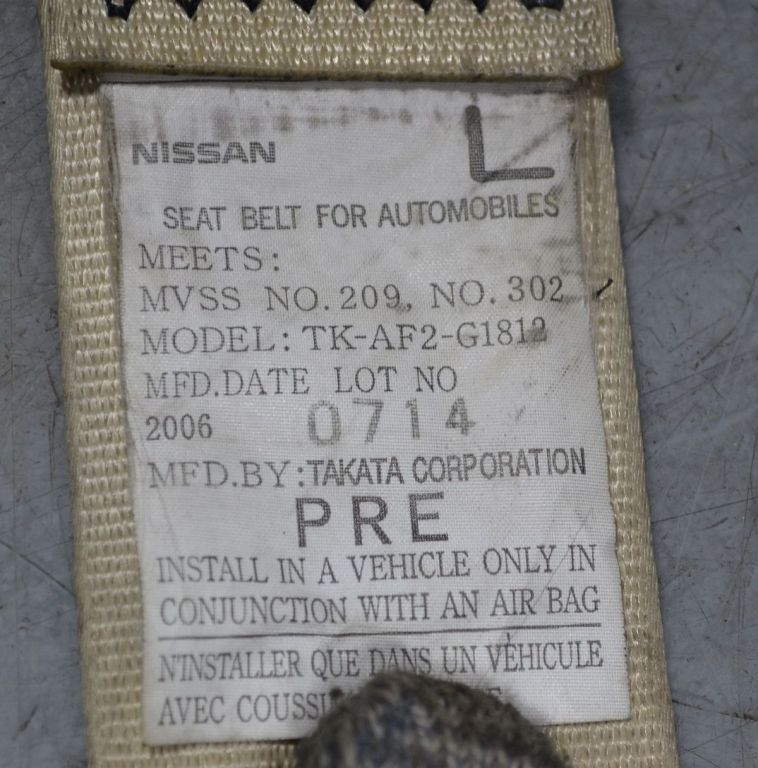 NISSAN L
SEAT BELT FOR AUTOMOBILES
MEETS:
MVSS NO.209, NO.302
MODEL: TK-AF2-G1812
MFD.DATE LOT NO
2006 0714
MFD.BY:TAKATA CORPORATION
PRE
INSTALL IN A VEHICLE ONLY IN
CONJUNCTION WITH AN AIR BAG
N'INSTALLER QUE DANS UN VÉHICULE
AVEC